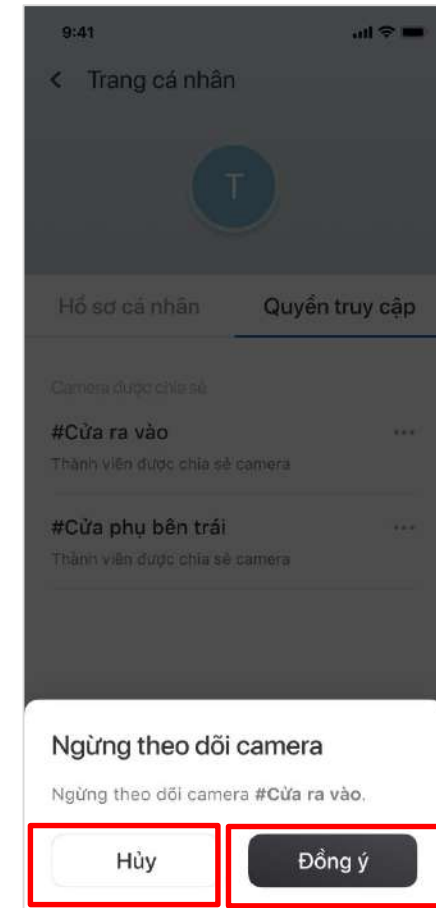 9:41
Trang cá nhân
T
Hồ sơ cá nhân Quyền truy cập
Camera được chia sẻ
#Cửa ra vào
Thành viên được chia sẻ camera
#Cửa phụ bên trái
Thành viên được chia sẻ camera
Ngừng theo dõi camera
Ngừng theo dõi camera #Cửa ra vào.
Hủy Đồng ý